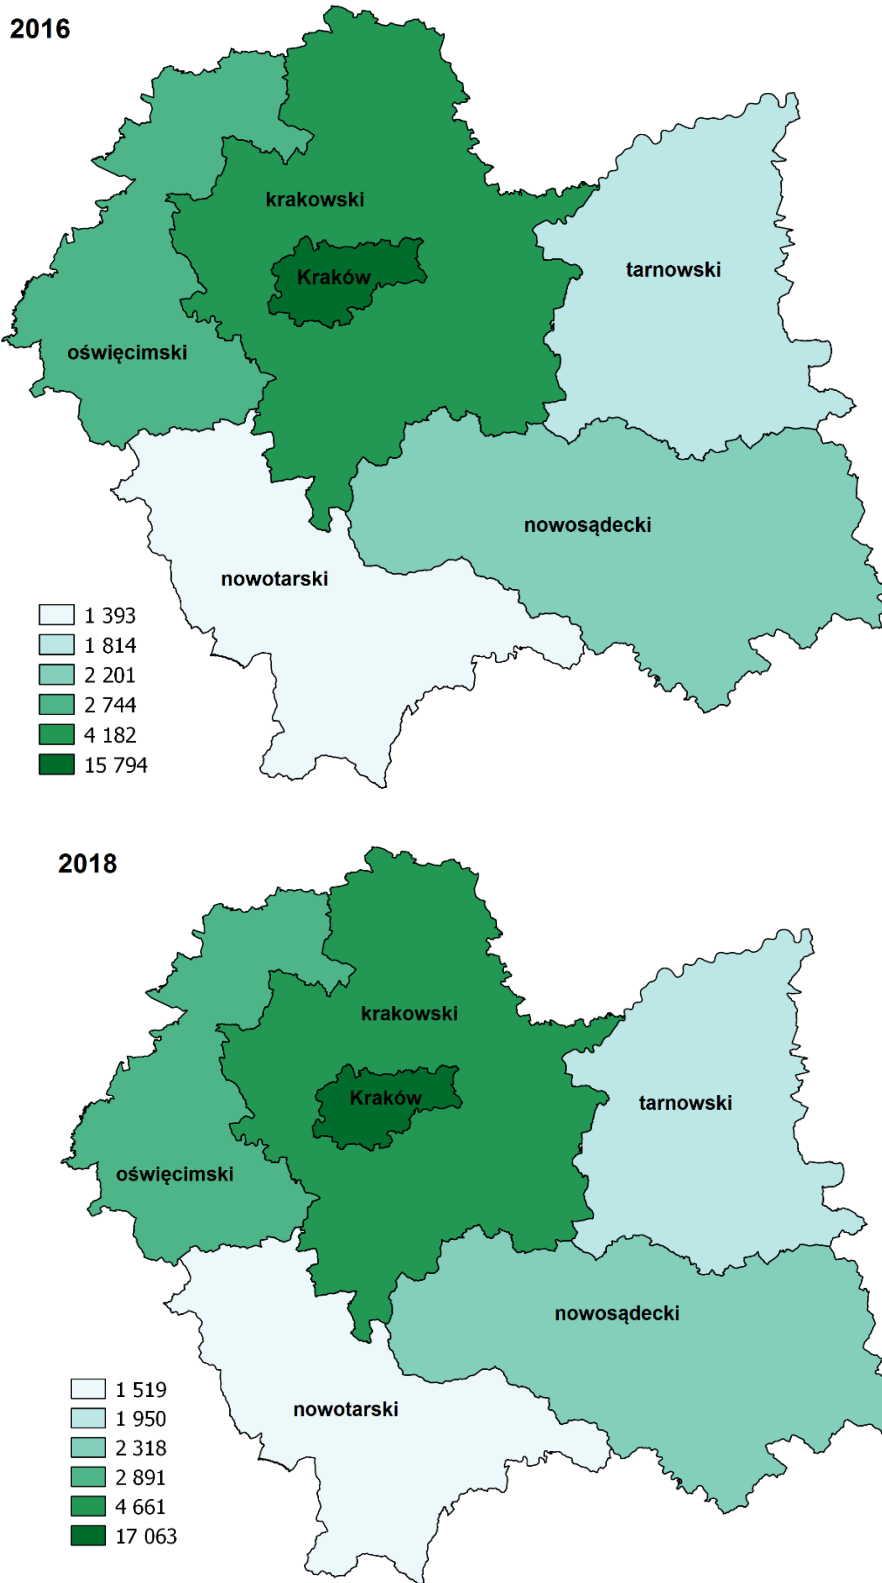 2016
krakowski
tarnowski
Kraków
oświęcimski
nowosądecki
nowotarski
1 393
1 814
2 201
2 744
4 182
15 794
2018
krakowski
Kraków
tarnowski
oświęcimski
nowosądecki
nowotarski
1 519
1 950
2 318
2 891
4 661
17 063